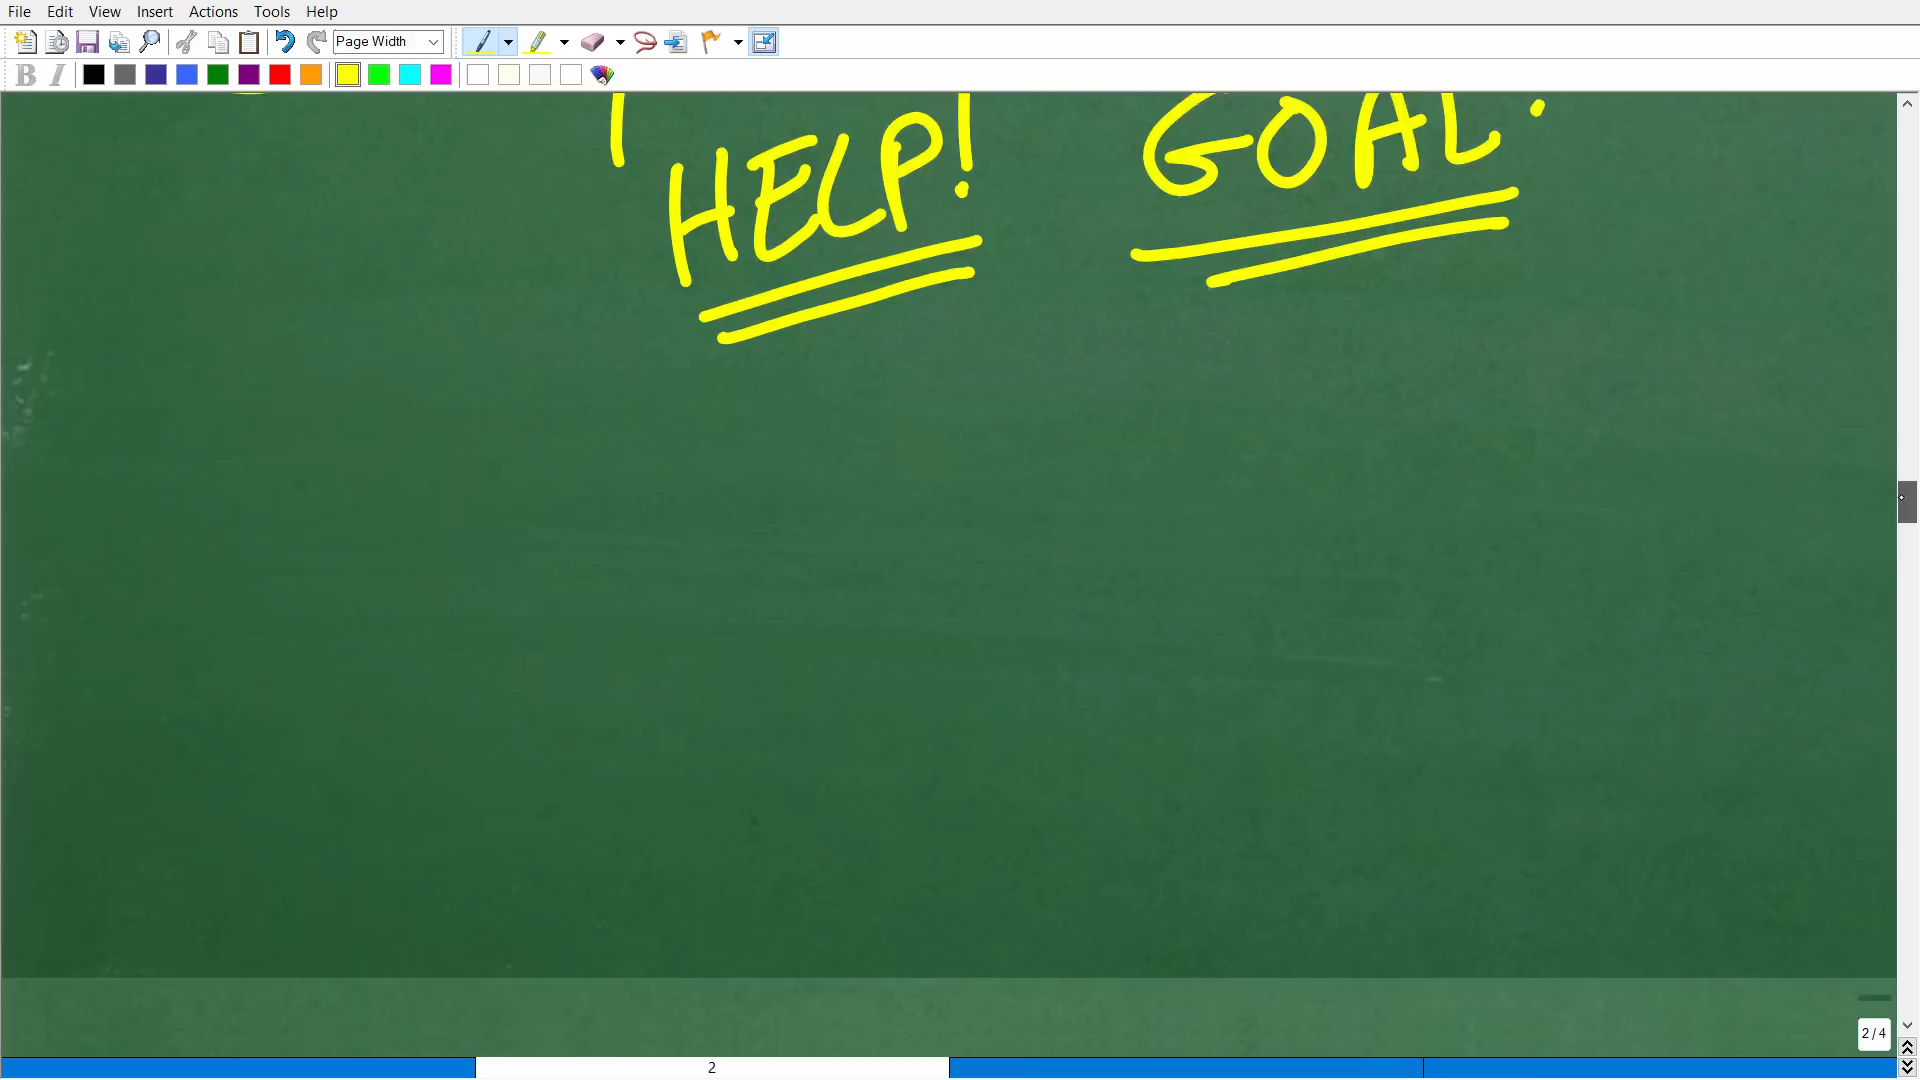 File Edit View Insert Actions Tools Help
Page Width
B I
HELP! GOAL.
2 / 4
2